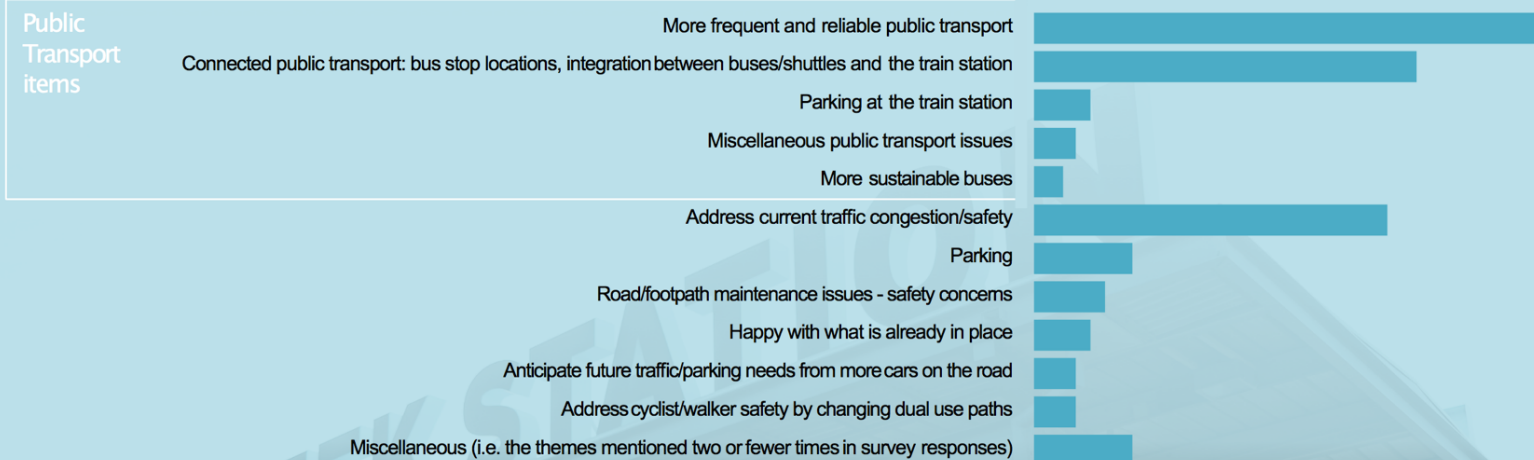 Public
Transport
items
More frequent and reliable public transport
Connected public transport: bus stop locations, integration between buses/shuttles and the train station
Parking at the train station
Miscellaneous public transport issues
More sustainable buses
Address current traffic congestion/safety
Parking
Road/footpath maintenance issues - safety concerns
Happy with what is already in place
Anticipate future traffic/parking needs from more cars on the road
Address cyclist/walker safety by changing dual use paths
Miscellaneous (i.e. the themes mentioned two or fewer times in survey responses)
STATION